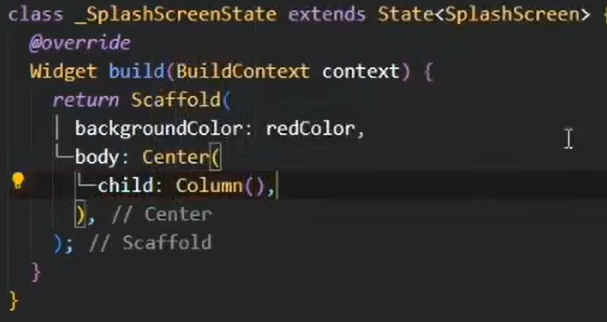 class _SplashScreenState extends State<SplashScreen> {
@override
Widget build(BuildContext context) {
return Scaffold(
backgroundColor: redColor,
body: Center(
child: Column(),
), // Center
); // Scaffold
}
}